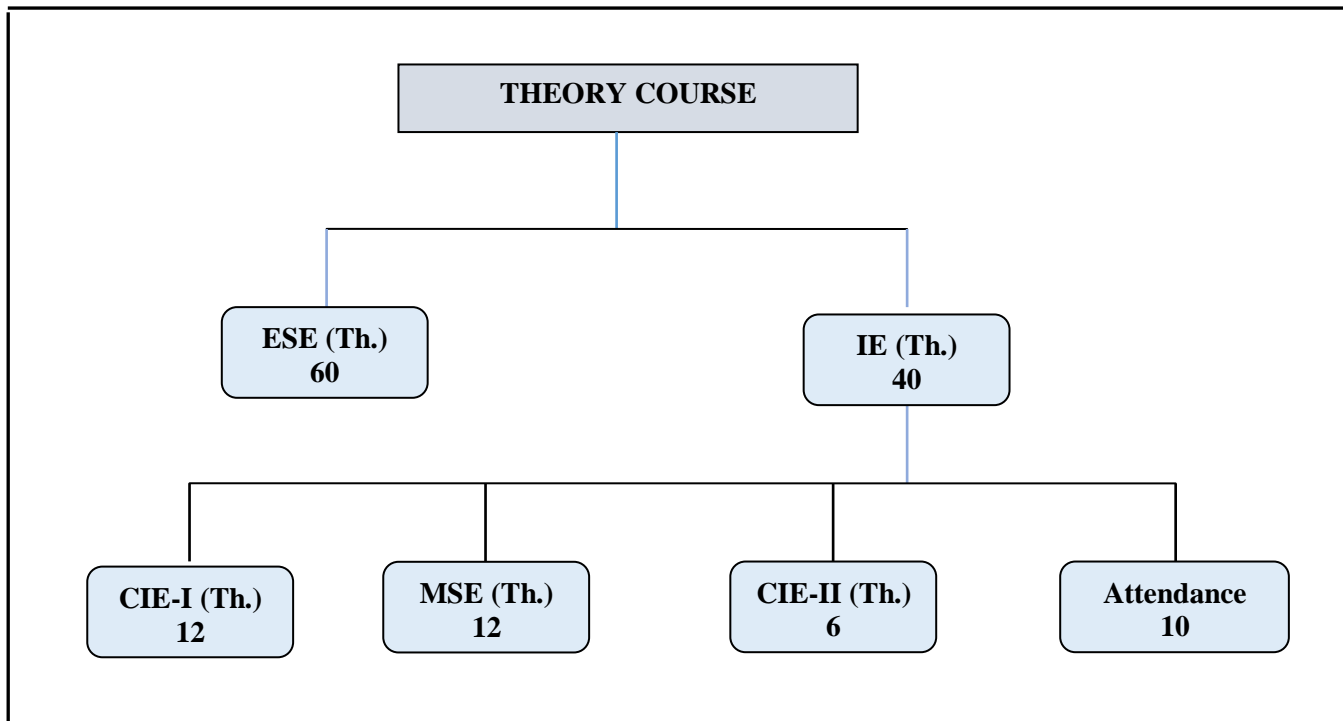 THEORY COURSE
ESE (Th.)
60
IE (Th.)
40
CIE-I (Th.)
12
MSE (Th.)
12
CIE-II (Th.)
6
Attendance
10